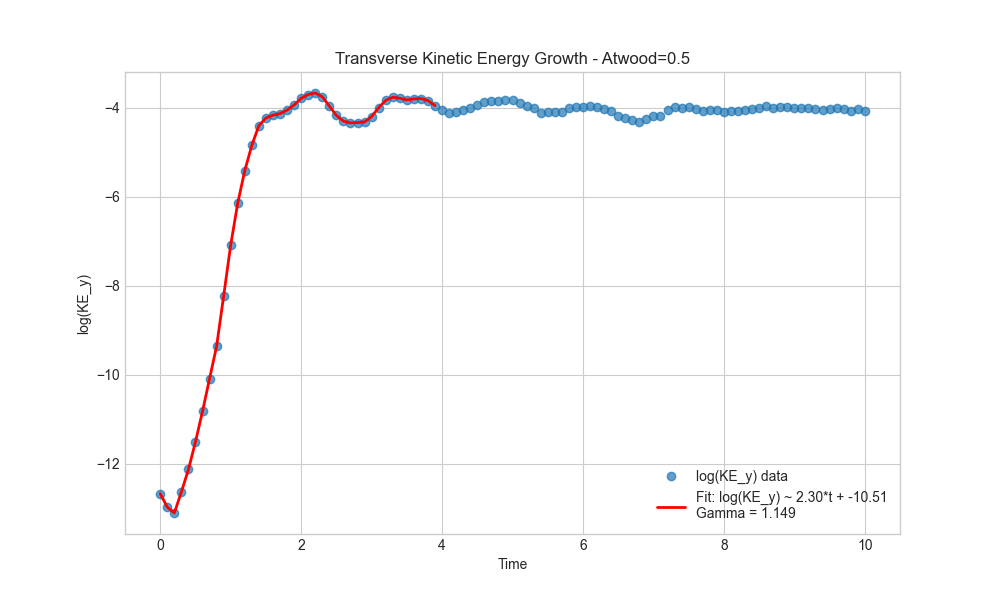 Transverse Kinetic Energy Growth - Atwood=0.5
log(KE_y)
−4
−6
−8
−10
−12
0
2
4
6
8
10
Time
log(KE_y) data
Fit: log(KE_y) ~ 2.30*t + -10.51
Gamma = 1.149